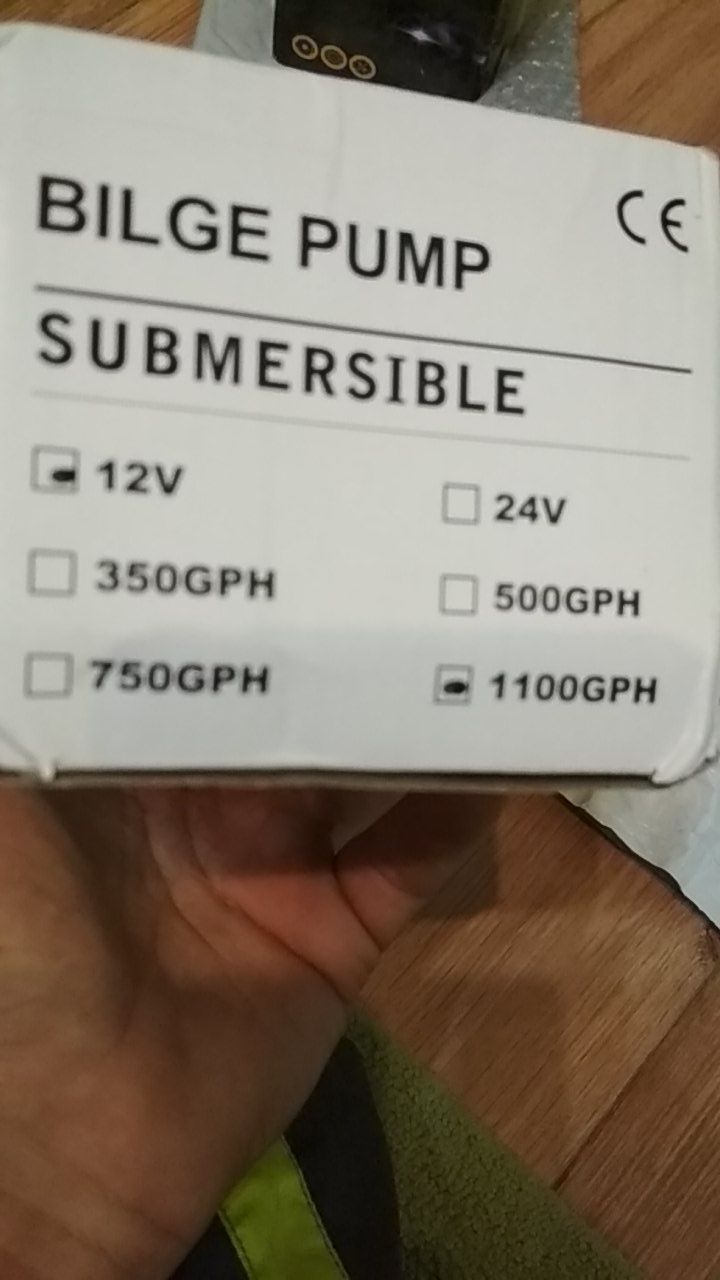 BILGE PUMP
CE
SUBMERSIBLE
12V
24V
350GPH
500GPH
750GPH
1100GPH